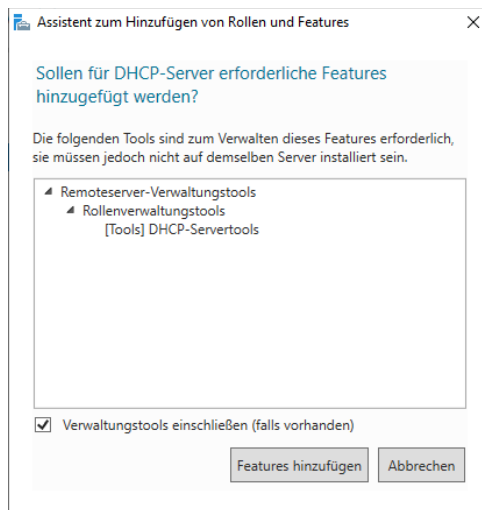 Assistent zum Hinzufügen von Rollen und Features
Sollen für DHCP-Server erforderliche Features
hinzugefügt werden?
Die folgenden Tools sind zum Verwalten dieses Features erforderlich,
sie müssen jedoch nicht auf demselben Server installiert sein.
Remoteserver-Verwaltungstools
Rollenverwaltungstools
[Tools] DHCP-Servertools
Verwaltungstools einschließen (falls vorhanden)
Features hinzufügen Abbrechen